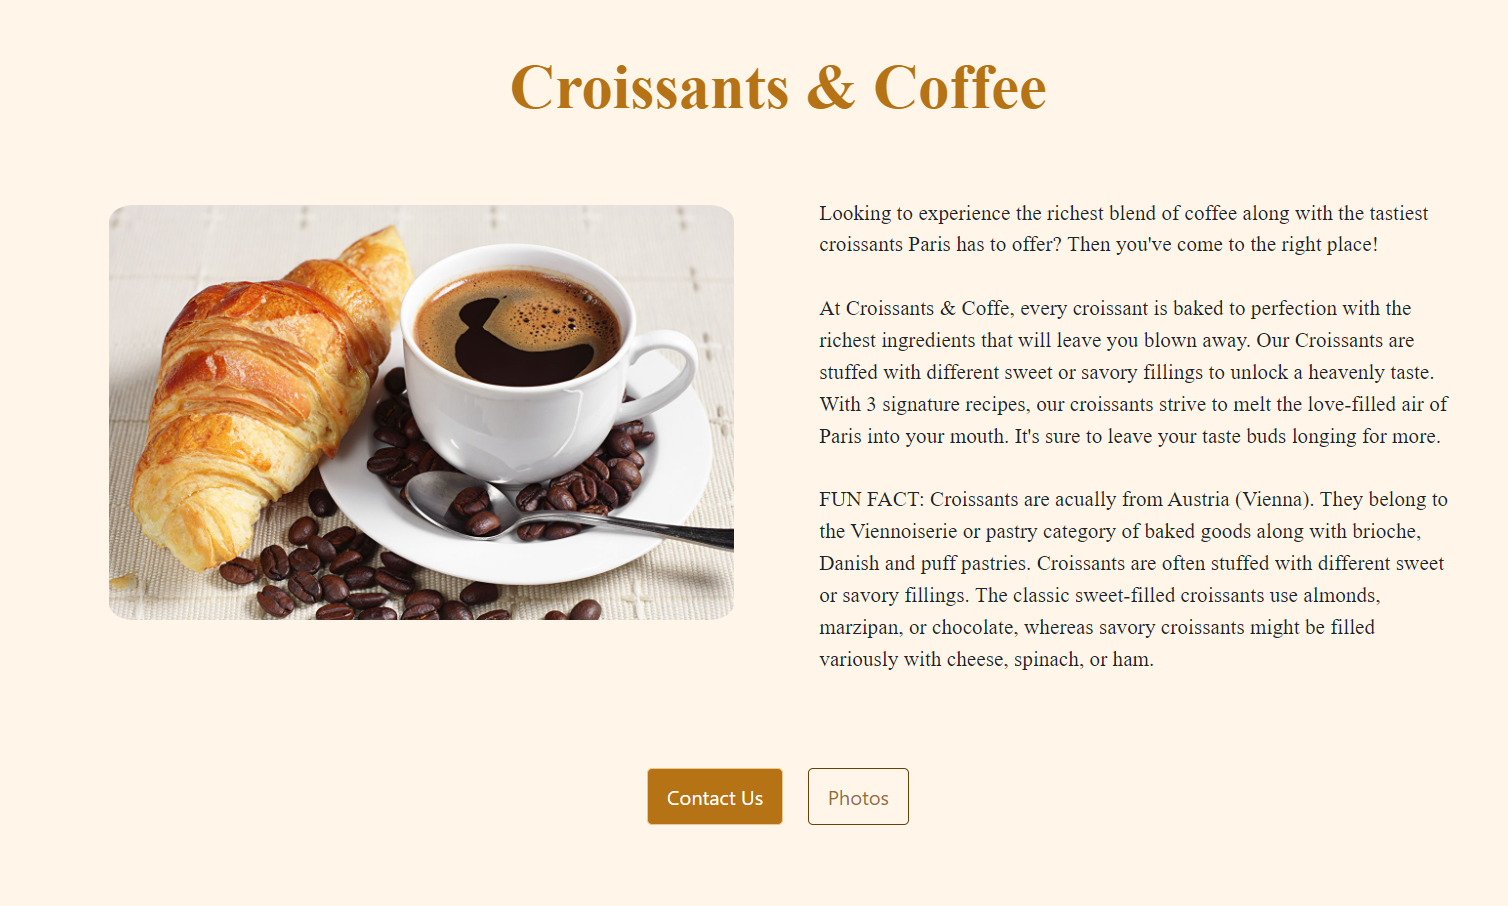 Croissants & Coffee
Looking to experience the richest blend of coffee along with the tastiest
croissants Paris has to offer? Then you've come to the right place!
At Croissants & Coffe, every croissant is baked to perfection with the
richest ingredients that will leave you blown away. Our Croissants are
stuffed with different sweet or savory fillings to unlock a heavenly taste.
With 3 signature recipes, our croissants strive to melt the love-filled air of
Paris into your mouth. It's sure to leave your taste buds longing for more.
FUN FACT: Croissants are acually from Austria (Vienna). They belong to
the Viennoiserie or pastry category of baked goods along with brioche,
Danish and puff pastries. Croissants are often stuffed with different sweet
or savory fillings. The classic sweet-filled croissants use almonds,
marzipan, or chocolate, whereas savory croissants might be filled
variously with cheese, spinach, or ham.
Contact Us
Photos